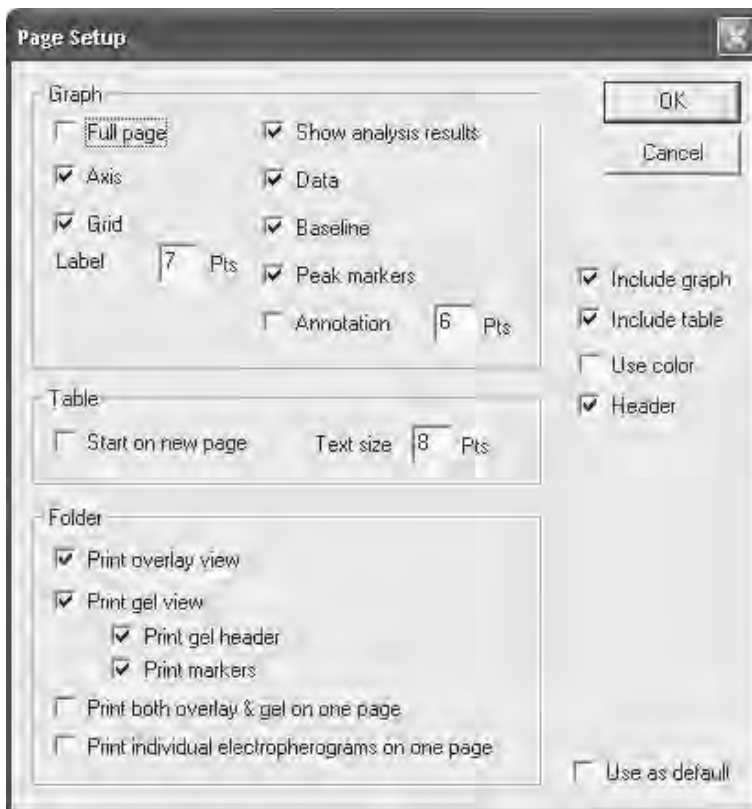 Page Setup
Graph
Full page
Axis
Grid
Label 7 Pts
Show analysis results
Data
Baseline
Peak markers
Annotation 6 Pts
OK
Cancel
Include graph
Include table
Use color
Header
Table
Start on new page Text size 8 Pts
Folder
Print overlay view
Print gel view
Print gel header
Print markers
Print both overlay & gel on one page
Print individual electropherograms on one page
Use as default